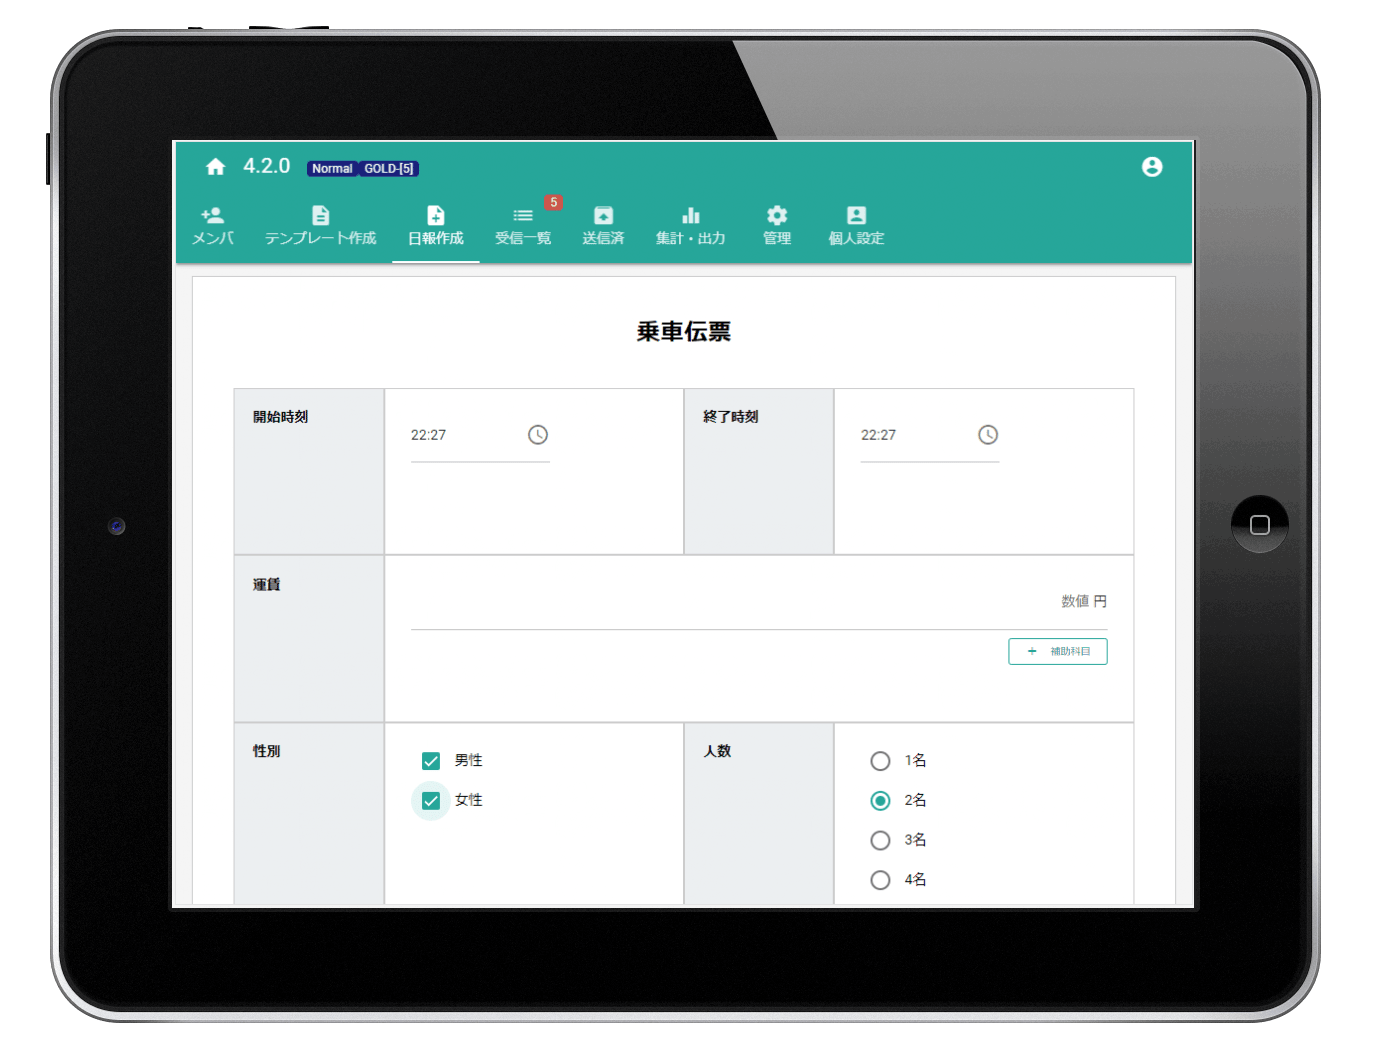 4.2.0 Normal GOLD-[5]
5
メンバ テンプレート作成 日報作成 受信一覧 送信済 集計・出力 管理 個人設定
乗車伝票
開始時刻 22:27 終了時刻 22:27
運賃 数値 円
+ 補助科目
性別 男性 人数 1名
女性 2名
3名
4名